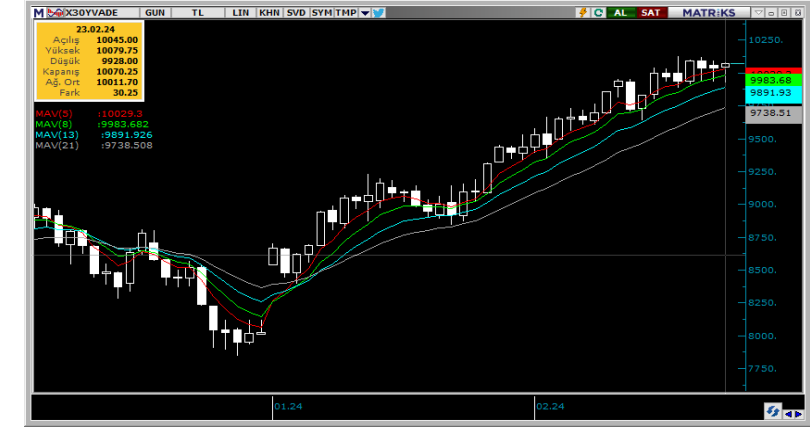 M X30YVADE GUN TL LIN KHN SVD SYM TMP C AL SAT MATRiKS
23.02.24
Açılış 10045.00
Yüksek 10079.75
Düşük 9928.00
Kapanış 10070.25
Ağ. Ort 10011.70
Fark 30.25
MAV(5) :10029.3
MAV(8) :9983.682
MAV(13) :9891.926
MAV(21) :9738.508
10250.
9983.68
9891.93
9738.51
9500.
9250.
9000.
8750.
8500.
8250.
8000.
7750.
01.24 02.24